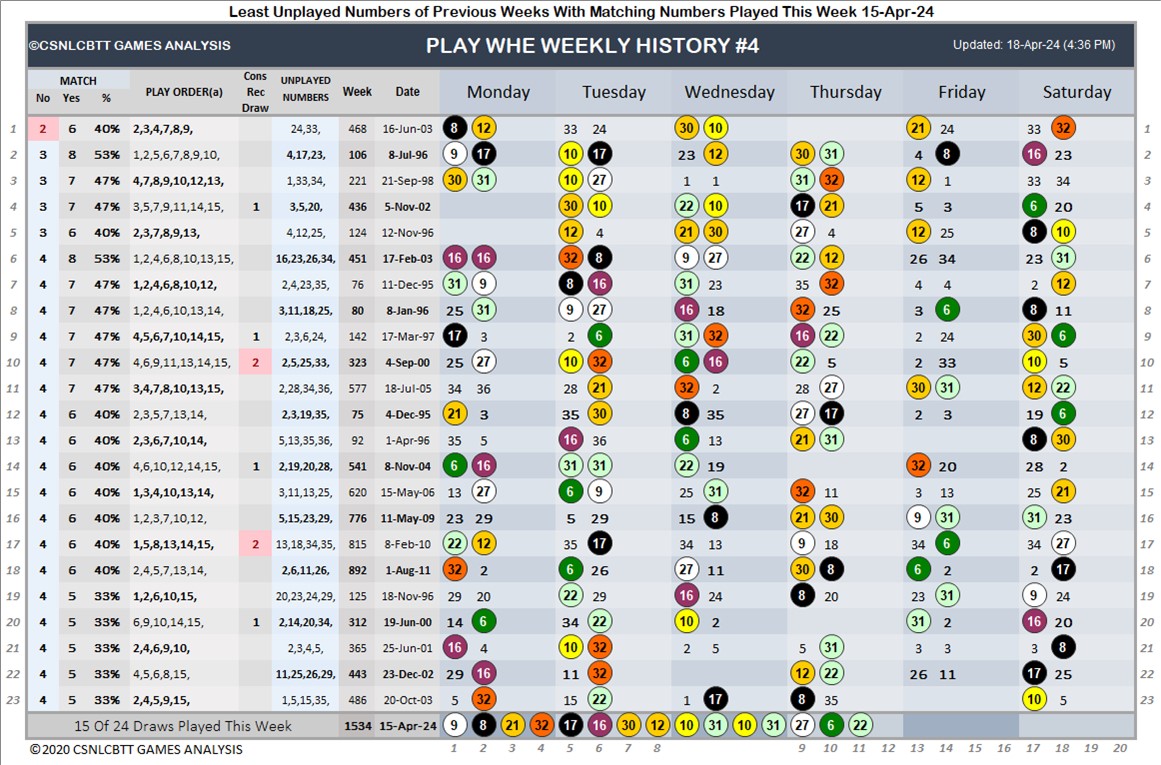 Least Unplayed Numbers of Previous Weeks With Matching Numbers Played This Week 15-Apr-24
©CSNLCBTT GAMES ANALYSIS PLAY WHE WEEKLY HISTORY #4 Updated: 18-Apr-24 (4:36 PM)
MATCH PLAY ORDER(a) Cons Rec Draw UNPLAYED NUMBERS Week Date Monday Tuesday Wednesday Thursday Friday Saturday
No Yes %
1 2 6 40% 2,3,4,7,8,9, 24,33, 468 16-Jun-03 8 12 33 24 30 10 21 24 33 32 1
2 3 8 53% 1,2,5,6,7,8,9,10, 4,17,23, 106 8-Jul-96 9 17 10 17 23 12 30 31 4 8 16 23 2
3 3 7 47% 4,7,8,9,10,12,13, 1,33,34, 221 21-Sep-98 30 31 10 27 1 1 31 32 12 1 33 34 3
4 3 7 47% 3,5,7,9,11,14,15, 1 3,5,20, 436 5-Nov-02 30 10 22 10 17 21 5 3 6 20 4
5 3 6 40% 2,3,7,8,9,13, 4,12,25, 124 12-Nov-96 12 4 21 30 27 4 12 25 8 10 5
6 4 8 53% 1,2,4,6,8,10,13,15, 16,23,26,34, 451 17-Feb-03 16 16 32 8 9 27 22 12 26 34 23 31 6
7 4 7 47% 1,2,4,6,8,10,12, 2,4,23,35, 76 11-Dec-95 31 9 8 16 31 23 35 32 4 4 2 12 7
8 4 7 47% 1,2,4,6,10,13,14, 3,11,18,25, 80 8-Jan-96 25 31 9 27 16 18 32 25 3 6 8 11 8
9 4 7 47% 4,5,6,7,10,14,15, 1 2,3,6,24, 142 17-Mar-97 17 3 2 6 31 32 16 22 2 24 30 6 9
10 4 7 47% 4,6,9,11,13,14,15, 2 2,5,25,33, 323 4-Sep-00 25 27 10 32 6 16 22 5 2 33 10 5 10
11 4 7 47% 3,4,7,8,10,13,15, 2,28,34,36, 577 18-Jul-05 34 36 28 21 32 2 28 27 30 31 12 22 11
12 4 6 40% 2,3,5,7,13,14, 2,3,19,35, 75 4-Dec-95 21 3 35 30 8 35 27 17 2 3 19 6 12
13 4 6 40% 2,3,6,7,10,14, 5,13,35,36, 92 1-Apr-96 35 5 16 36 6 13 21 31 8 30 13
14 4 6 40% 4,6,10,12,14,15, 1 2,19,20,28, 541 8-Nov-04 6 16 31 31 22 19 32 20 28 2 14
15 4 6 40% 1,3,4,10,13,14, 3,11,13,25, 620 15-May-06 13 27 6 9 25 31 32 11 3 13 25 21 15
16 4 6 40% 1,2,3,7,10,12, 5,15,23,29, 776 11-May-09 23 29 5 29 15 8 21 30 9 31 31 23 16
17 4 6 40% 1,5,8,13,14,15, 2 13,18,34,35, 815 8-Feb-10 22 12 35 17 34 13 9 18 34 6 34 27 17
18 4 6 40% 2,4,5,7,13,14, 2,6,11,26, 892 1-Aug-11 32 2 6 26 27 11 30 8 6 2 2 17 18
19 4 5 33% 1,2,6,10,15, 20,23,24,29, 125 18-Nov-96 29 20 22 29 16 24 8 20 23 31 9 24 19
20 4 5 33% 6,9,10,14,15, 1 2,14,20,34, 312 19-Jun-00 14 6 34 22 10 2 31 2 16 20 20
21 4 5 33% 2,4,6,9,10, 2,3,4,5, 365 25-Jun-01 16 4 10 32 2 5 5 31 3 3 3 8 21
22 4 5 33% 4,5,6,8,15, 11,25,26,29, 443 23-Dec-02 29 16 11 32 12 22 26 11 17 25 22
23 4 5 33% 2,4,5,9,15, 1,5,15,35, 486 20-Oct-03 5 32 15 22 1 17 8 35 10 5 23
15 Of 24 Draws Played This Week 1534 15-Apr-24 9 8 21 32 17 16 30 12 10 31 10 31 27 6 22
© 2020 CSNLCBTT GAMES ANALYSIS 1 2 3 4 5 6 7 8 9 10 11 12 13 14 15 16 17 18 19 20